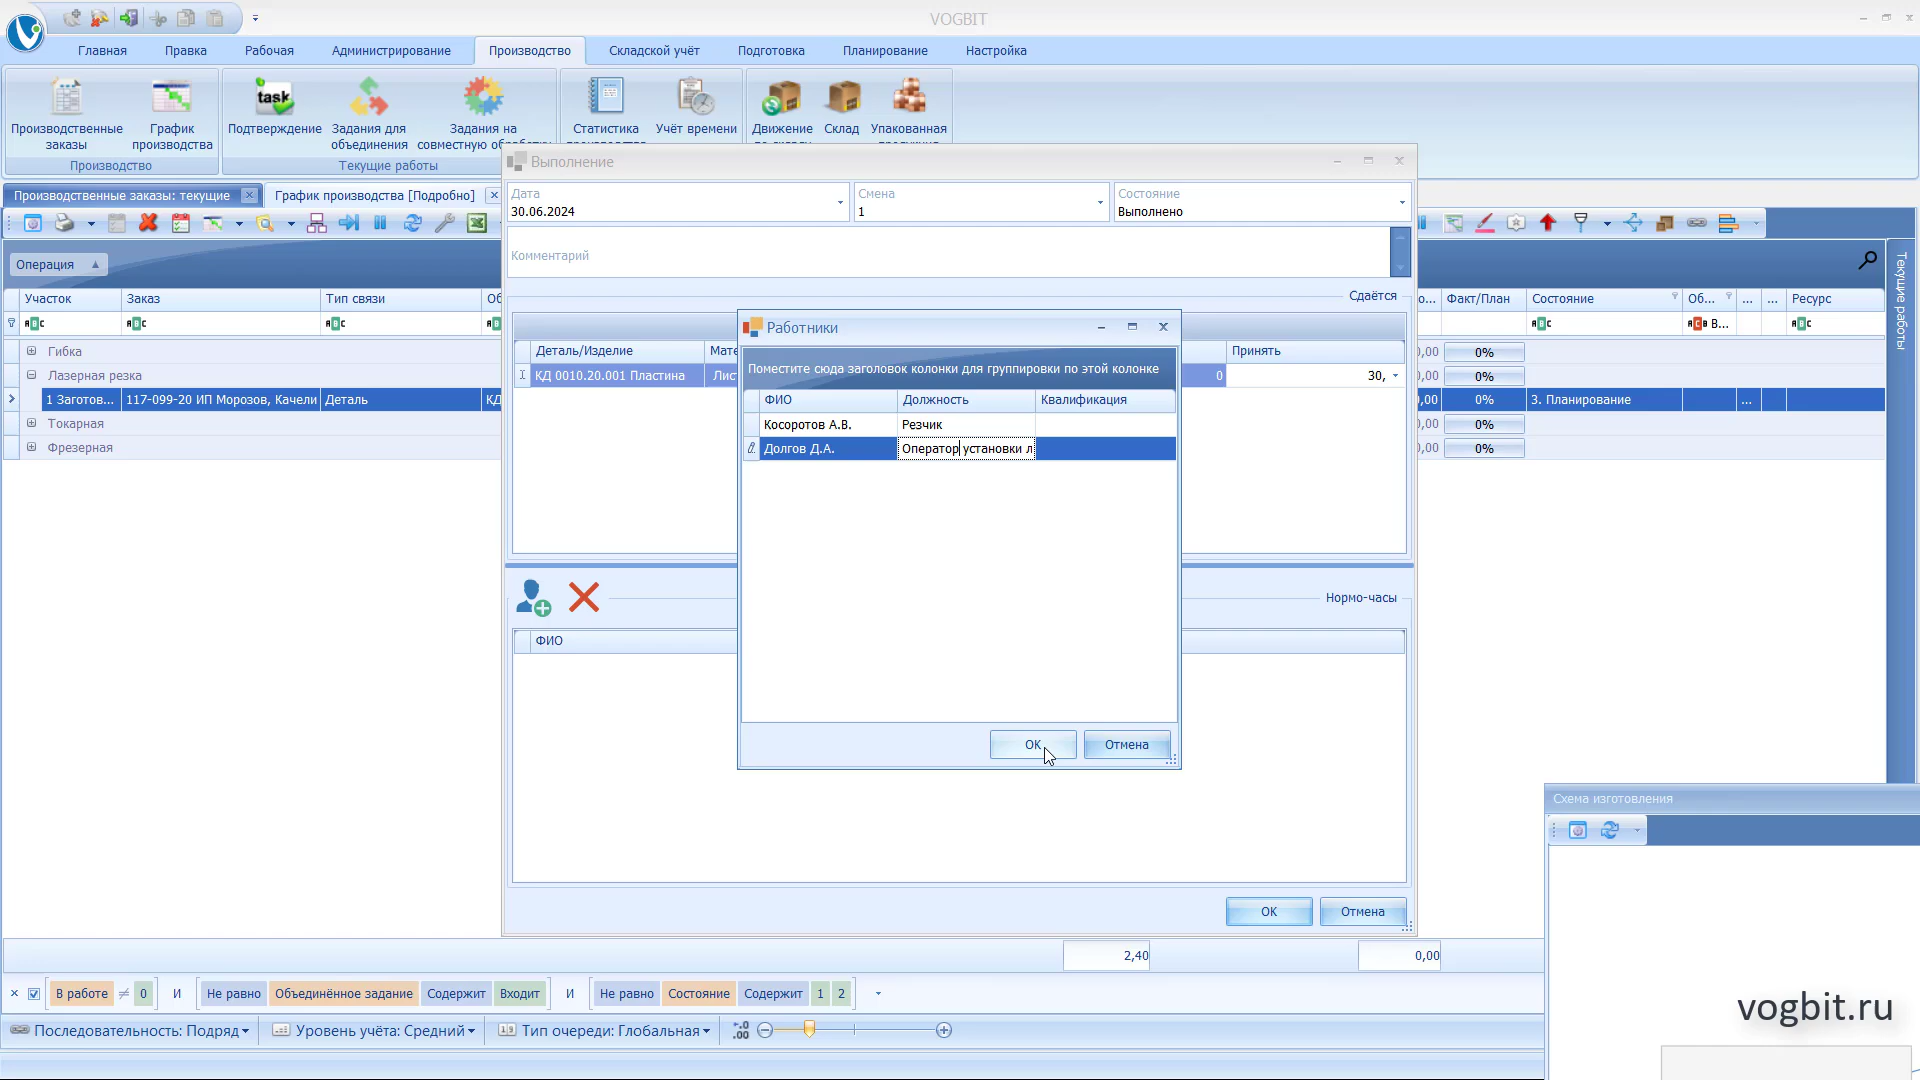 VOGBIT
Главная Правка Рабочая Администрирование Производство Складской учёт Подготовка Планирование Настройка
Производственные заказы
График производства
task
Подтверждение
Задания для объединения
Задания на
Статистика
Учёт времени
Движение
Склад
Упакованная
Производство
Текущие работы
Производственные заказы: текущие
График производства [Подробно]
Операция
Участок Заказ Тип связи
Гибка
Лазерная резка
1 Заготов... 117-099-20 ИП Морозов, Качели Деталь
Токарная
Фрезерная
Выполнение
Дата
30.06.2024
Смена
1
Состояние
Выполнено
Комментарий
Сдаётся
Деталь/Изделие
Принять
КД 0010.20.001 Пластина
0
30,
Работники
Поместите сюда заголовок колонки для группировки по этой колонке
ФИО Должность Квалификация
Косоротов А.В. Резчик
Долгов Д.А. Оператор установки л
OK Отмена
Нормо-часы
ФИО
OK Отмена
Факт/План Состояние Об... ... ... Ресурс
В...
0%
0%
0% 3. Планирование ...
0%
0%
Текущие работы
Схема изготовления
2,40 0,00
В работе ≠ 0 И Не равно Объединённое задание Содержит Входит И Не равно Состояние Содержит 1 2
Последовательность: Подряд Уровень учёта: Средний Тип очереди: Глобальная
vogbit.ru